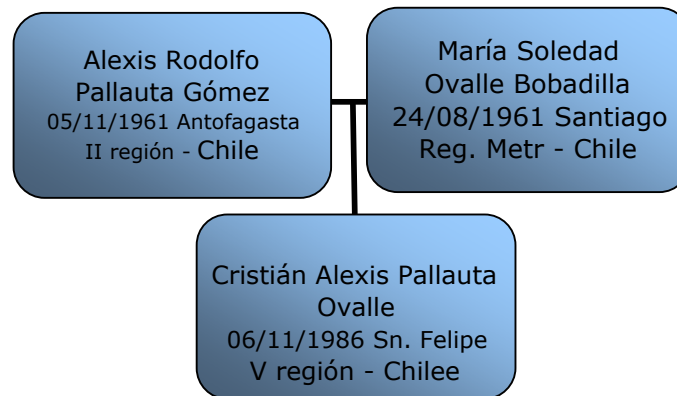 Alexis Rodolfo
Pallauta Gómez
05/11/1961 Antofagasta
II región - Chile
María Soledad
Ovalle Bobadilla
24/08/1961 Santiago
Reg. Metr - Chile
Cristián Alexis Pallauta
Ovalle
06/11/1986 Sn. Felipe
V región - Chilee